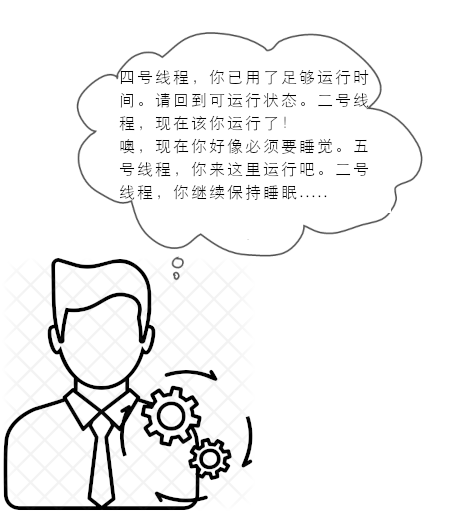 四号线程，你已用了足够运行时
间。请回到可运行状态。二号线
程，现在该你运行了！
噢，现在你好像必须要睡觉。五
号线程，你来这里运行吧。二号
线程，你继续保持睡眠.....